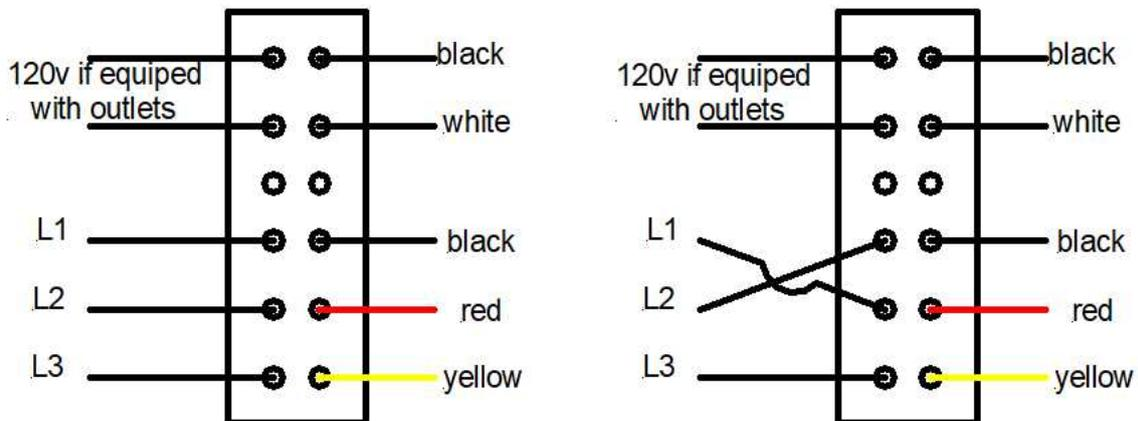 black
120v if equiped
with outlets
white
L1
black
L2
red
L3
yellow
black
120v if equiped
with outlets
white
L1
black
L2
red
L3
yellow